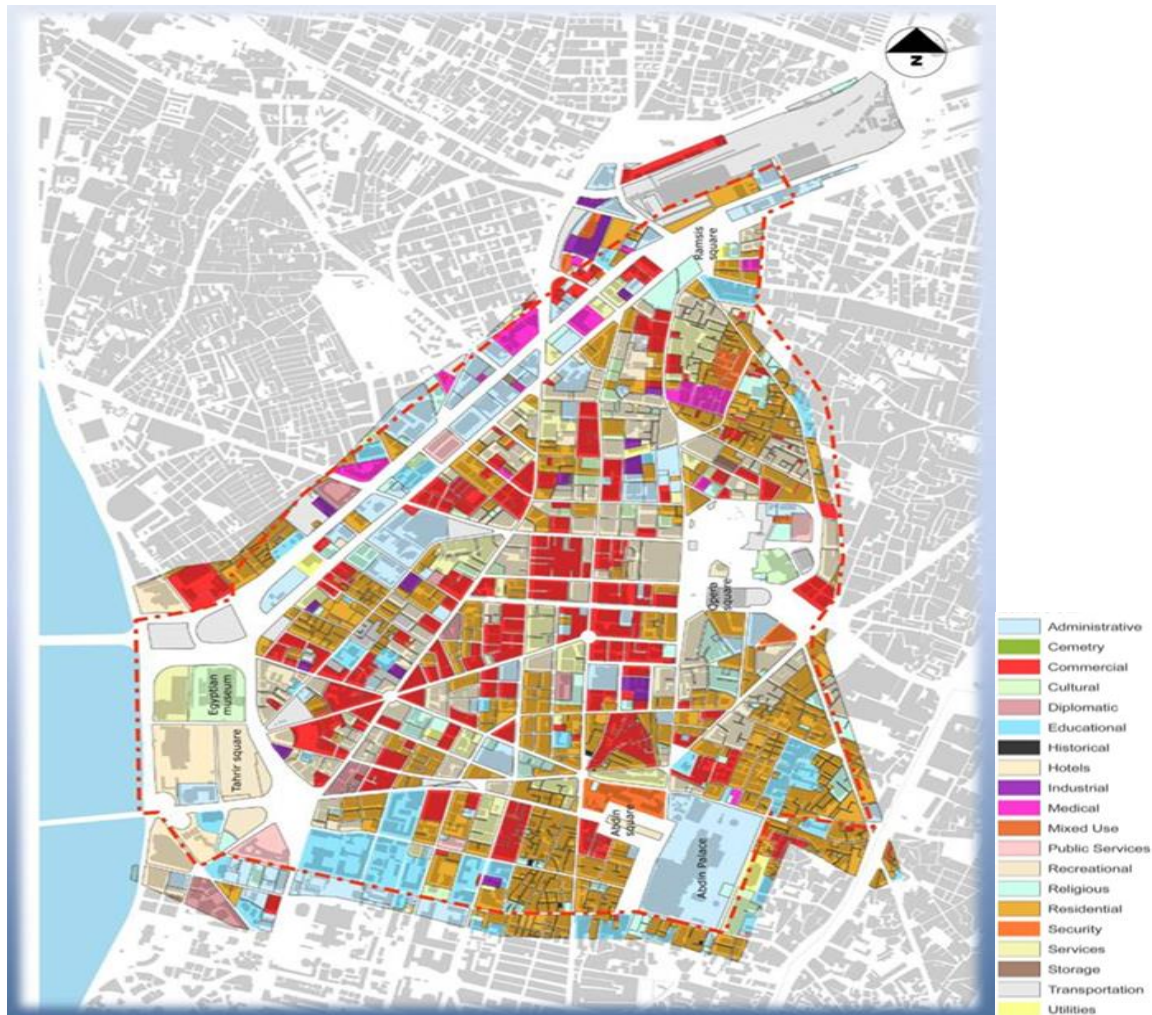 N
Ramsis
square
Opera
square
Egyptian
museum
Tahrir square
Abdin
square
Abdin Palace
Administrative
Cemetry
Commercial
Cultural
Diplomatic
Educational
Historical
Hotels
Industrial
Medical
Mixed Use
Public Services
Recreational
Religious
Residential
Security
Services
Storage
Transportation
Utilities